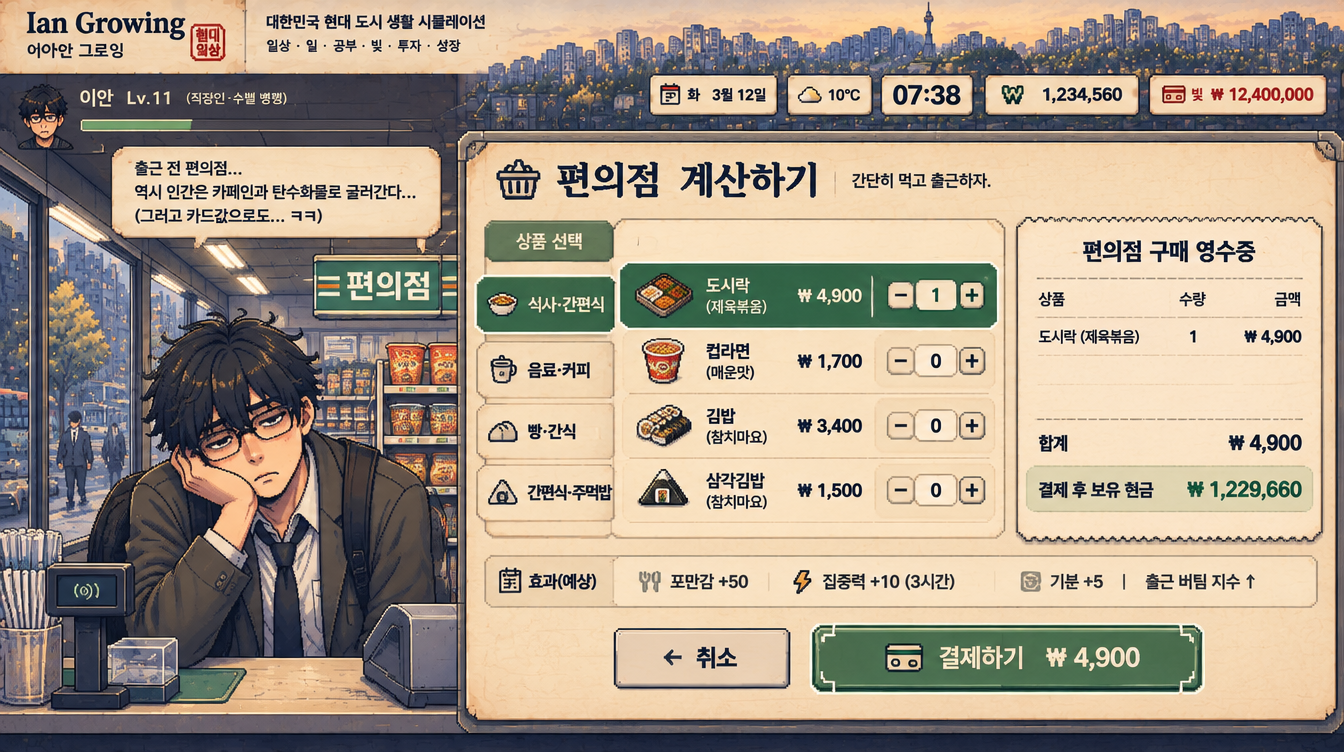 Ian Growing
어아안 그로잉
현대
일상
대한민국 현대 도시 생활 시뮬레이션
일상 · 일 · 공부 · 빚 · 투자 · 성장
화 3월 12일
10°C
07:38
₩ 1,234,560
빚 ₩ 12,400,000
이안 Lv.11 (직장인·수삘 병행)
출근 전 편의점...
역시 인간은 카페인과 탄수화물로 굴러간다...
(그러고 카드값으로도... ㅋㅋ)
편의점
편의점 계산하기
간단히 먹고 출근하자.
상품 선택
식사·간편식
음료·커피
빵·간식
간편식·주먹밥
도시락
(제육볶음)
₩ 4,900
− 1 +
컵라면
(매운맛)
₩ 1,700
− 0 +
김밥
(참치마요)
₩ 3,400
− 0 +
삼각김밥
(참치마요)
₩ 1,500
− 0 +
편의점 구매 영수중
상품 수량 금액
도시락 (제육볶음) 1 ₩ 4,900
합계 ₩ 4,900
결제 후 보유 현금 ₩ 1,229,660
효과(예상)
포만감 +50
집중력 +10 (3시간)
기분 +5 | 출근 버팀 지수 ↑
← 취소
결제하기 ₩ 4,900